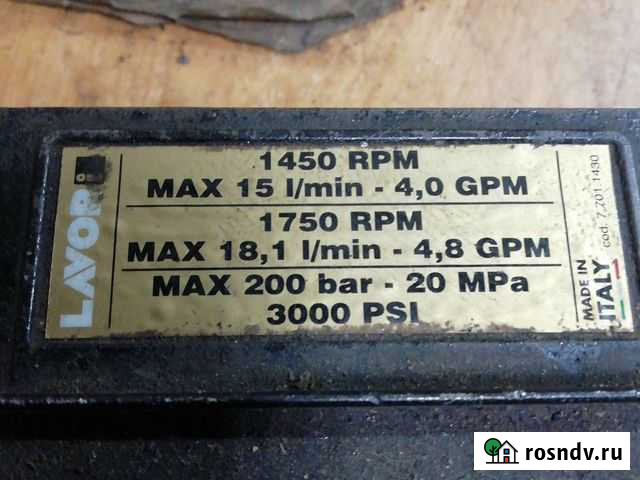 LAVOR
1450 RPM
MAX 15 l/min - 4,0 GPM
1750 RPM
MAX 18,1 l/min - 4,8 GPM
MAX 200 bar - 20 MPa
3000 PSI
MADE IN
ITALY
cod. 7.701 1430
rosndv.ru